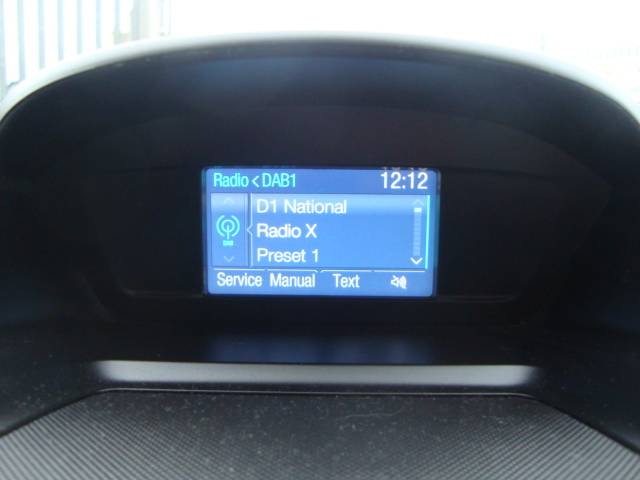 Radio < DAB1 12:12
D1 National
Radio X
Preset 1
Service Manual Text